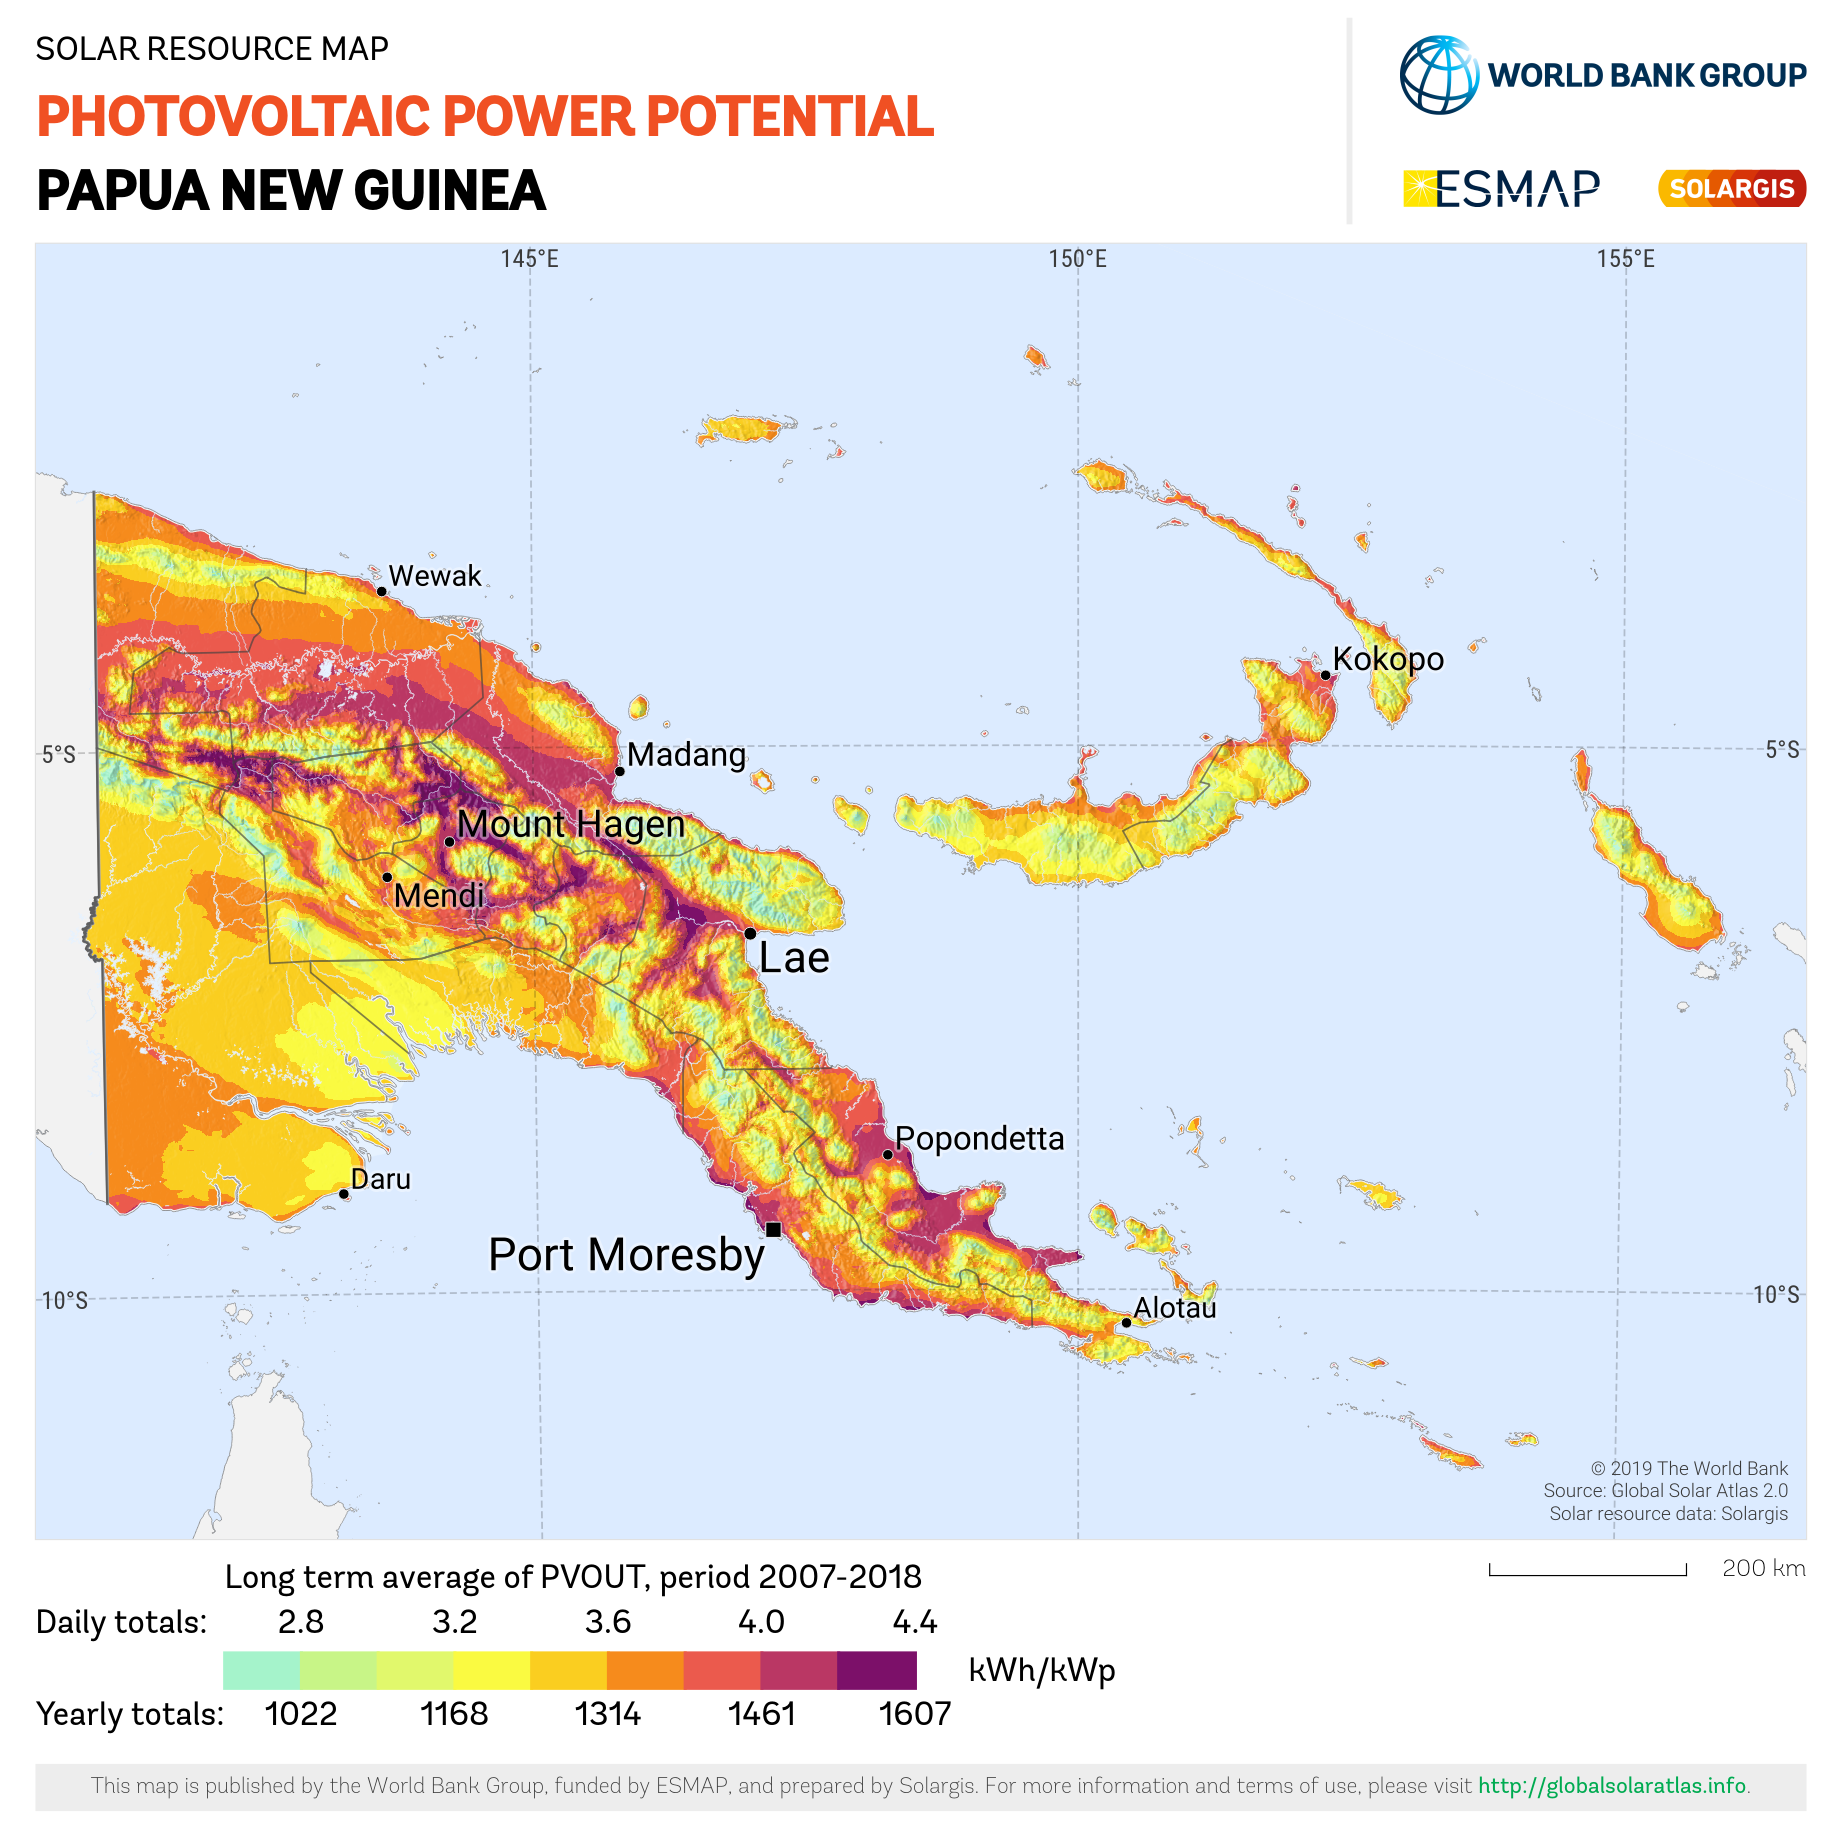 SOLAR RESOURCE MAP
PHOTOVOLTAIC POWER POTENTIAL
PAPUA NEW GUINEA
WORLD BANK GROUP
ESMAP
SOLARGIS
145°E
150°E
155°E
Wewak
Kokopo
5°S
Madang
5°S
Mount Hagen
Mendi
Lae
Popondetta
Daru
Port Moresby
10°S
10°S
Alotau
© 2019 The World Bank
Source: Global Solar Atlas 2.0
Solar resource data: Solargis
200 km
Long term average of PVOUT, period 2007-2018
Daily totals: 2.8 3.2 3.6 4.0 4.4
kWh/kWp
Yearly totals: 1022 1168 1314 1461 1607
This map is published by the World Bank Group, funded by ESMAP, and prepared by Solargis. For more information and terms of use, please visit http://globalsolaratlas.info.